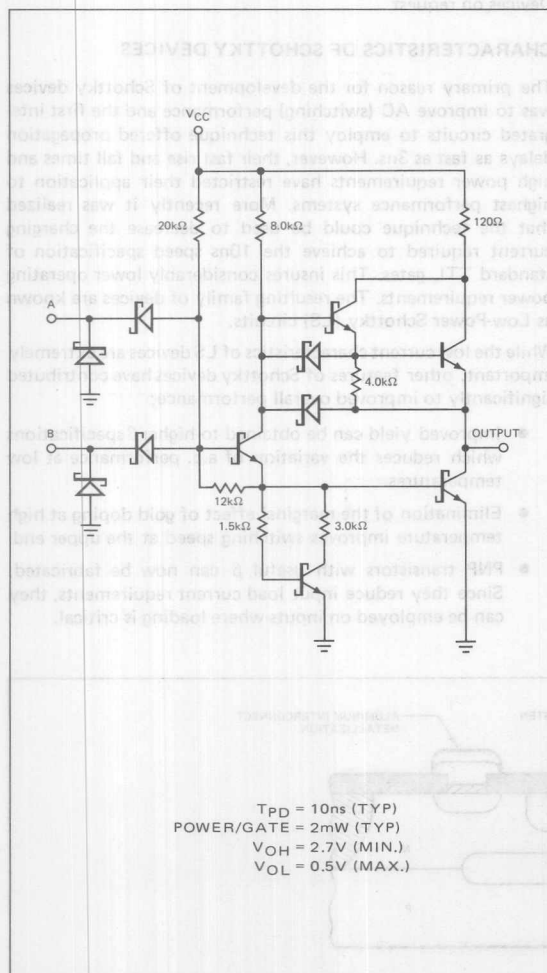 Devices on request
CHARACTERISTICS OF SCHOTTKY DEVICES
The primary reason for the development of Schottky devices
was to improve AC (switching) performance and the first inte-
grated circuits to employ this technique offered propagation
delays as fast as 3ns. However, their fast rise and fall times and
high power requirements have restricted their application to
highest performance systems. More recently it was realized
that the technique could be used to the charging
current required to achieve the 10ns speed specification of
standard TTL gates. This insures considerably lower operating
power requirements. The resulting family of devices are known
as Low-Power Schottky (LS) circuits.
While the low current characteristics of LS devices are extremely
important, other features of Schottky devices have contributed
significantly to improved overall performance:
improved yield can be obtained to higher specifications
which reduces the variation of a.c. performance at low
temperatures.
Elimination of the marginal effect of gold doping at high
temperature improves switching speed at the upper end
PNP transistors with useful β can now be fabricated.
Since they reduce input load current requirements, they
can be employed on inputs where loading is critical.
VCC
20kΩ
8.0kΩ
120Ω
A
4.0kΩ
B
OUTPUT
12kΩ
1.5kΩ
3.0kΩ
TPD = 10ns (TYP)
POWER/GATE = 2mW (TYP)
VOH = 2.7V (MIN.)
VOL = 0.5V (MAX.)